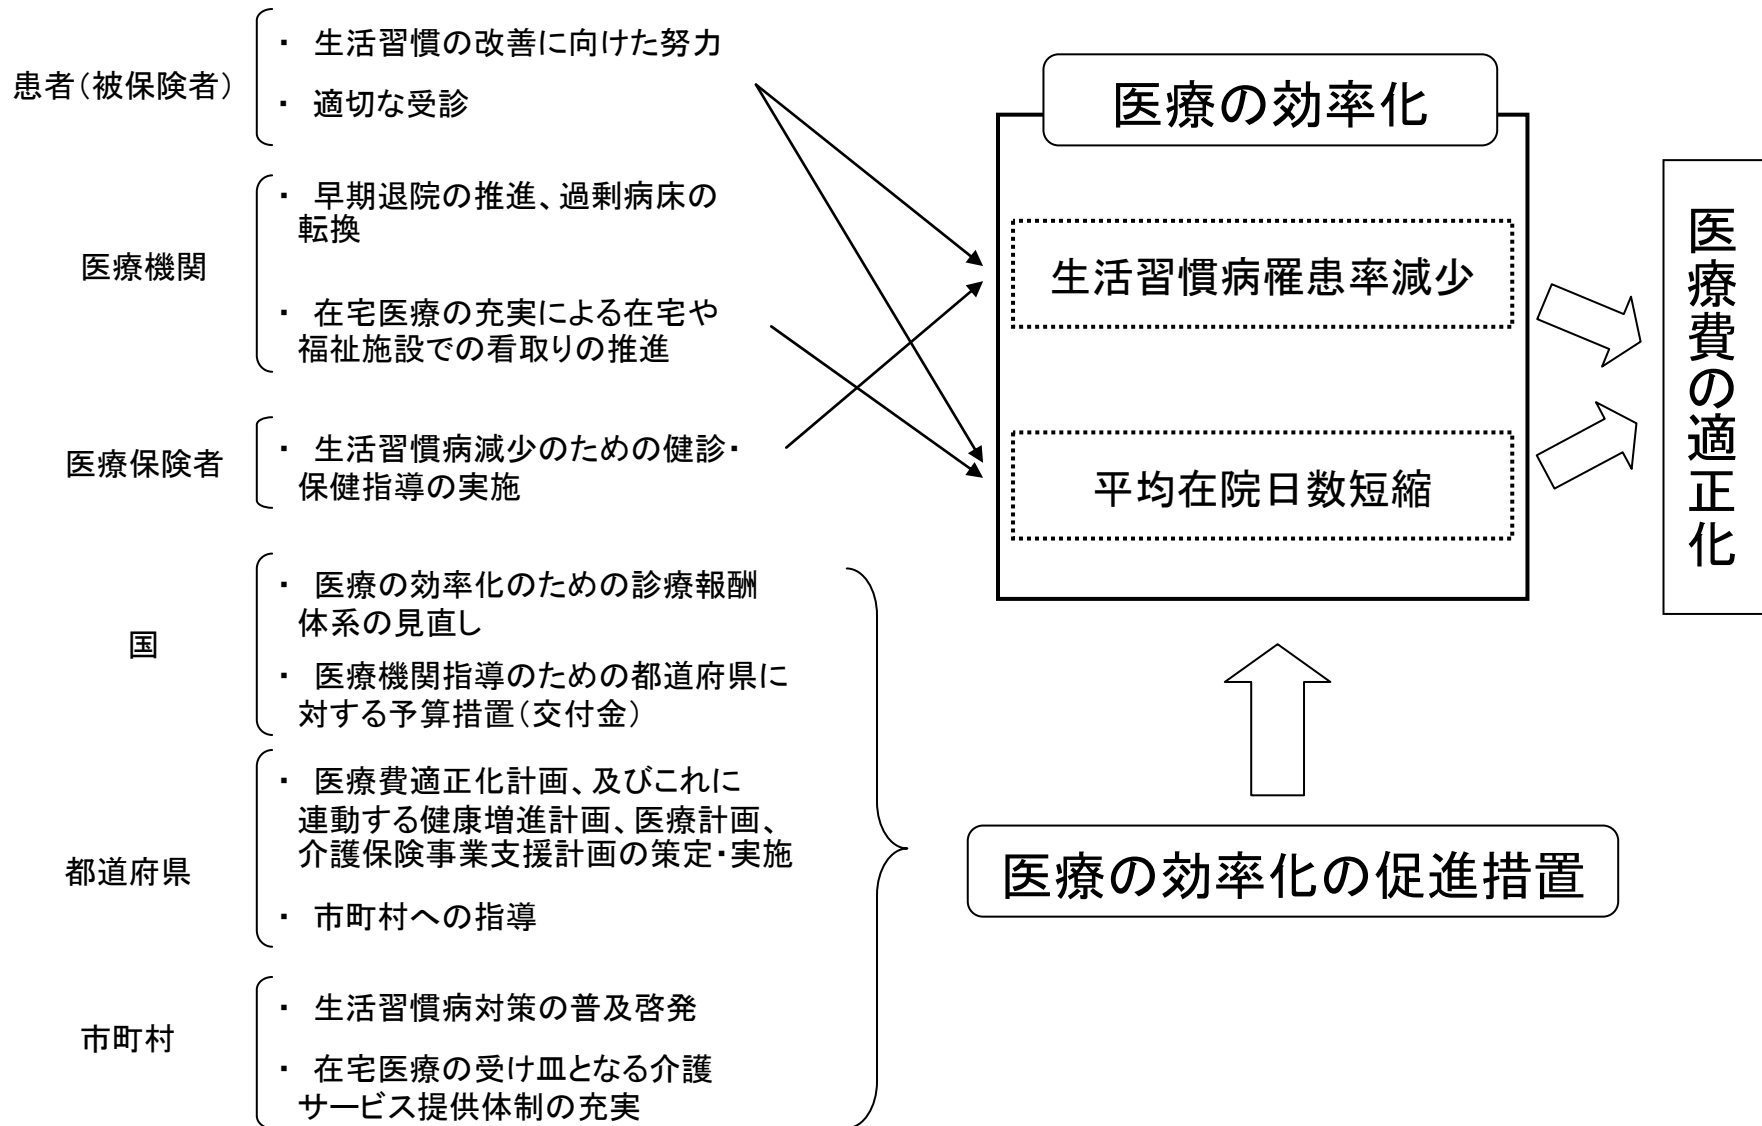 患者(被保険者)
・ 生活習慣の改善に向けた努力
・ 適切な受診
医療機関
・ 早期退院の推進、過剰病床の
転換
・ 在宅医療の充実による在宅や
福祉施設での看取りの推進
医療保険者
・ 生活習慣病減少のための健診・
保健指導の実施
国
・ 医療の効率化のための診療報酬
体系の見直し
・ 医療機関指導のための都道府県に
対する予算措置(交付金)
都道府県
・ 医療費適正化計画、及びこれに
連動する健康増進計画、医療計画、
介護保険事業支援計画の策定・実施
・ 市町村への指導
市町村
・ 生活習慣病対策の普及啓発
・ 在宅医療の受け皿となる介護
サービス提供体制の充実
医療の効率化
生活習慣病罹患率減少
平均在院日数短縮
医療の効率化の促進措置
医療費の適正化